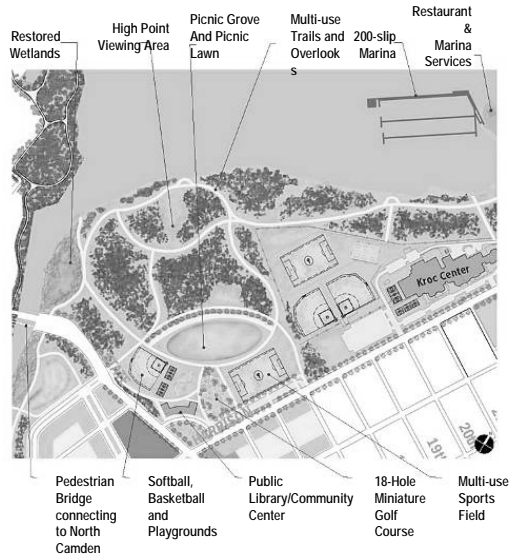 Restored
Wetlands
High Point
Viewing Area
Picnic Grove
And Picnic
Lawn
Multi-use
Trails and
Overlook
s
200-slip
Marina
Restaurant
&
Marina
Services
Kroc Center
Pedestrian
Bridge
connecting
to North
Camden
Softball,
Basketball
and
Playgrounds
Public
Library/Community
Center
18-Hole
Miniature
Golf
Course
Multi-use
Sports
Field